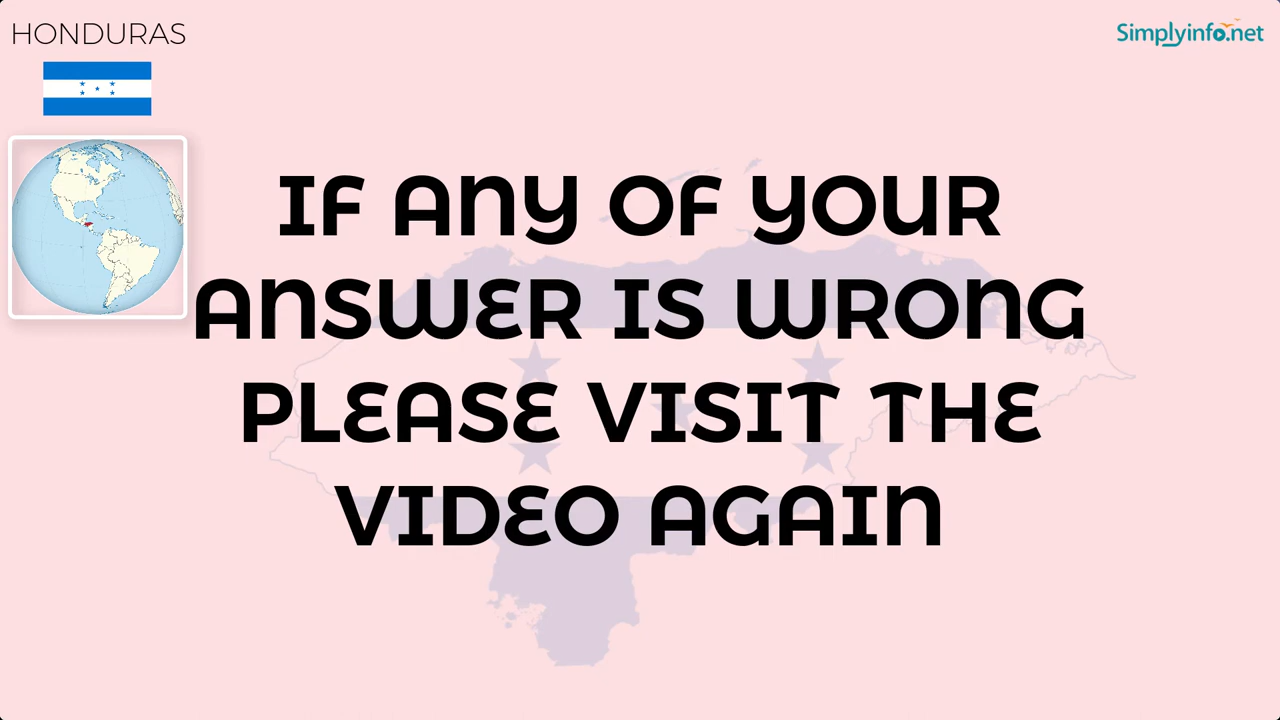 HONDURAS
Simplyinfo.net
IF ANY OF YOUR
ANSWER IS WRONG
PLEASE VISIT THE
VIDEO AGAIN